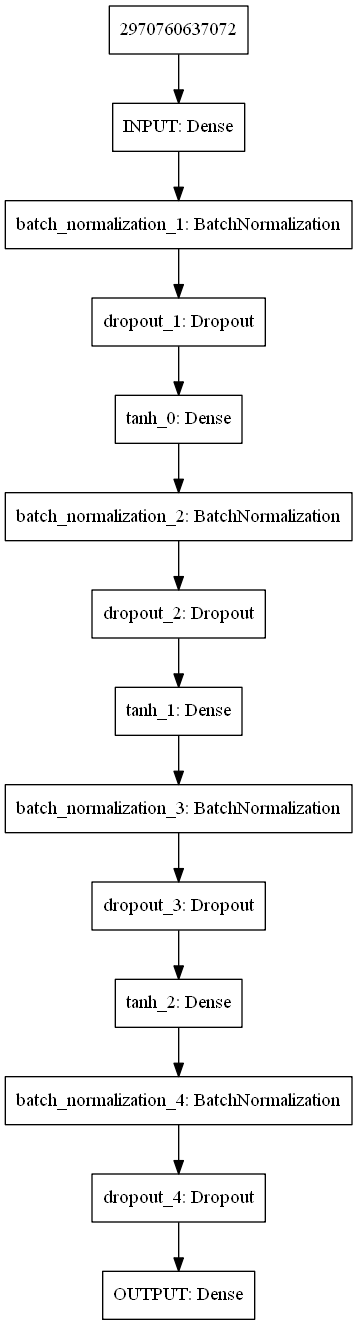 2970760637072
INPUT: Dense
batch_normalization_1: BatchNormalization
dropout_1: Dropout
tanh_0: Dense
batch_normalization_2: BatchNormalization
dropout_2: Dropout
tanh_1: Dense
batch_normalization_3: BatchNormalization
dropout_3: Dropout
tanh_2: Dense
batch_normalization_4: BatchNormalization
dropout_4: Dropout
OUTPUT: Dense